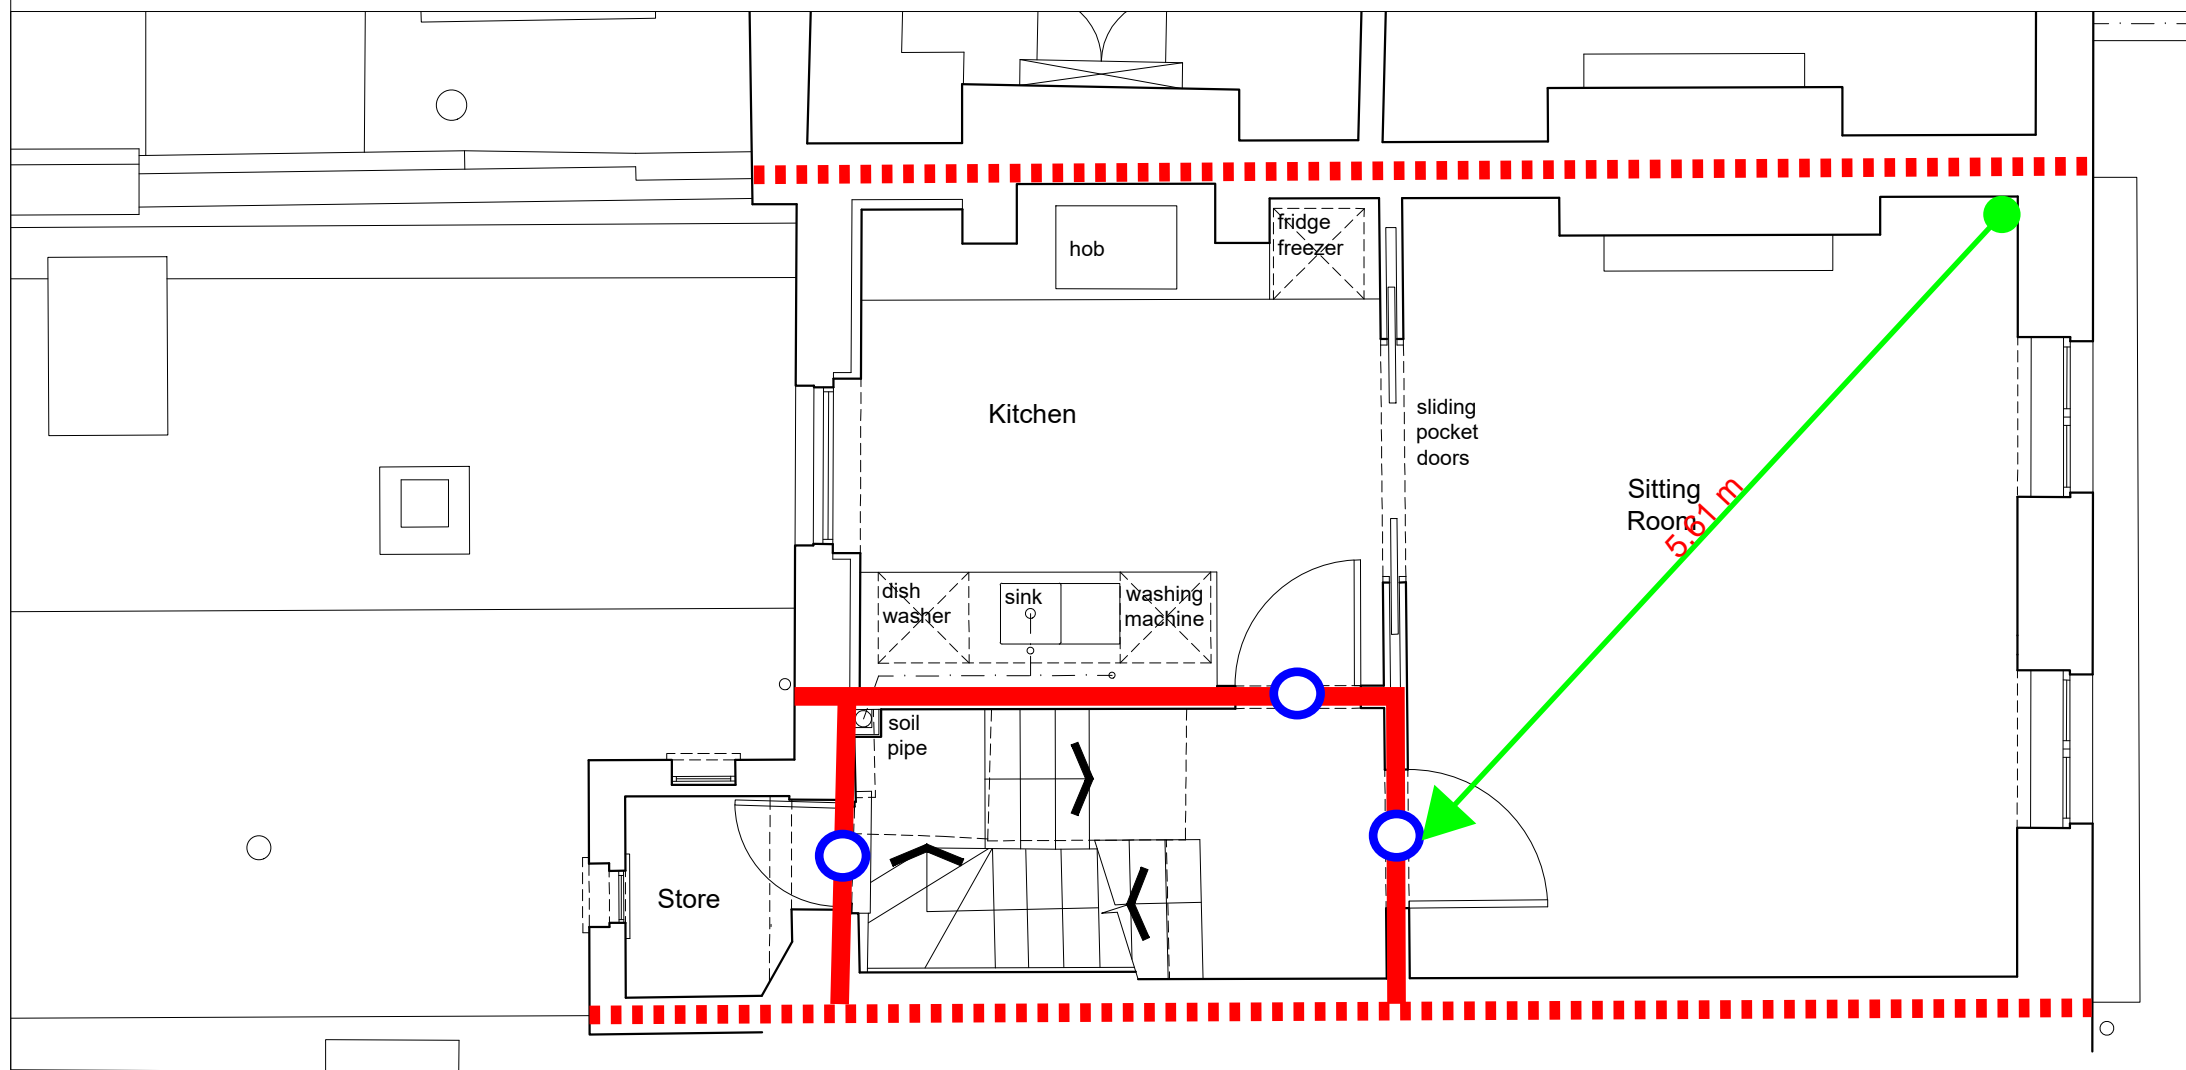 fridge
freezer
hob
Kitchen
sliding
pocket
doors
Sitting
Room
5.61 m
dish
washer
sink
washing
machine
soil
pipe
Store